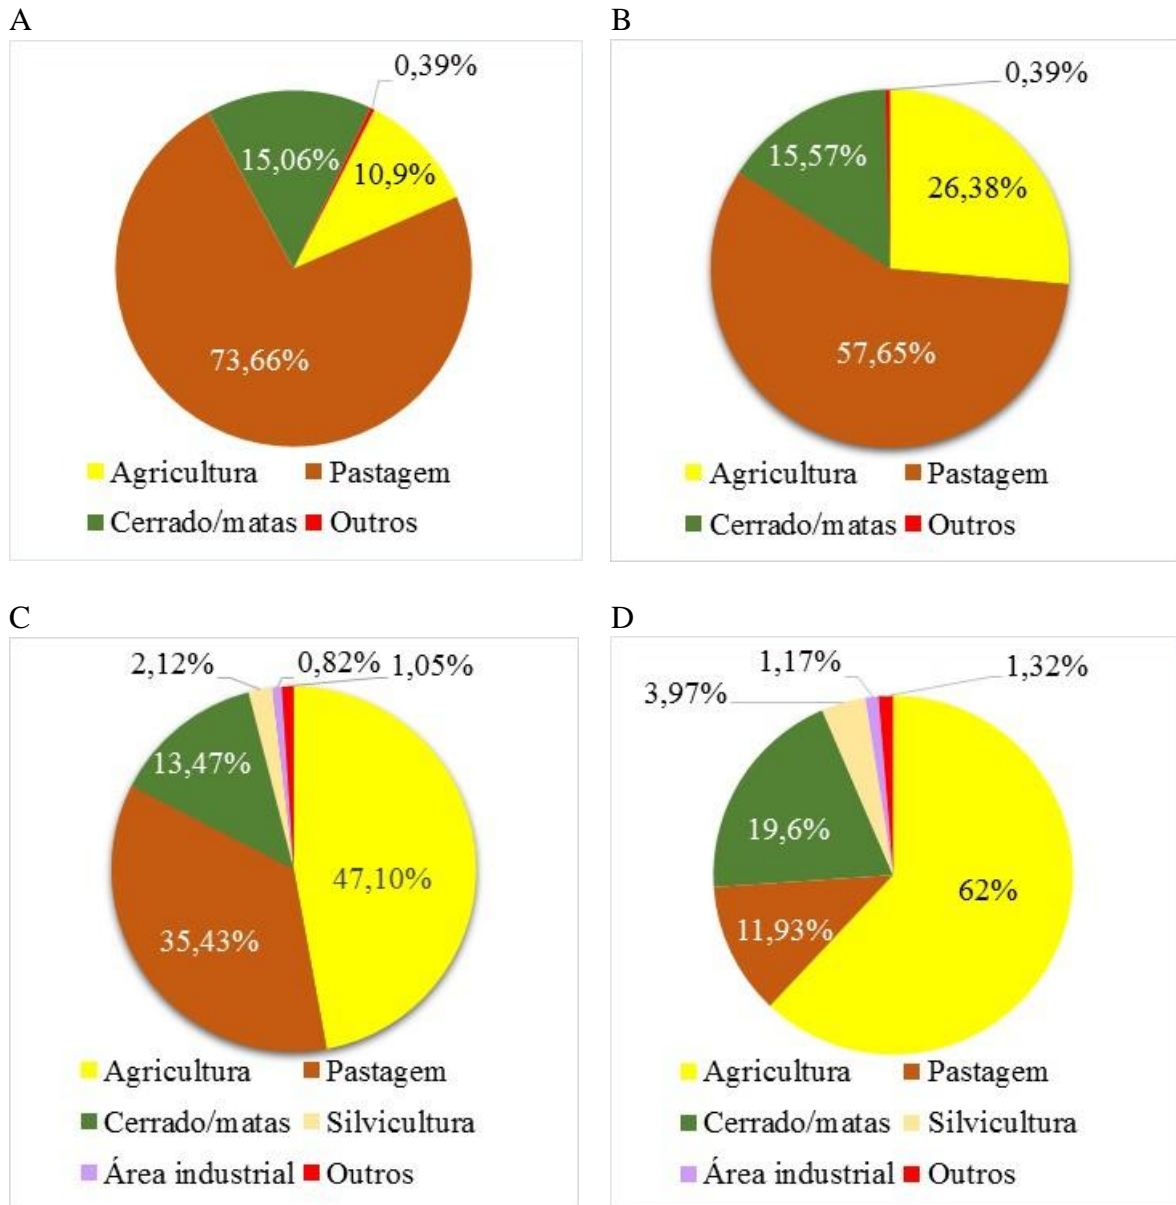 A
0,39%
15,06%
10,9%
73,66%
Agricultura
Pastagem
Cerrado/matas
Outros
B
0,39%
15,57%
26,38%
57,65%
Agricultura
Pastagem
Cerrado/matas
Outros
C
2,12%
0,82%
1,05%
13,47%
47,10%
35,43%
Agricultura
Pastagem
Cerrado/matas
Silvicultura
Área industrial
Outros
D
1,17%
1,32%
3,97%
19,6%
62%
11,93%
Agricultura
Pastagem
Cerrado/matas
Silvicultura
Área industrial
Outros